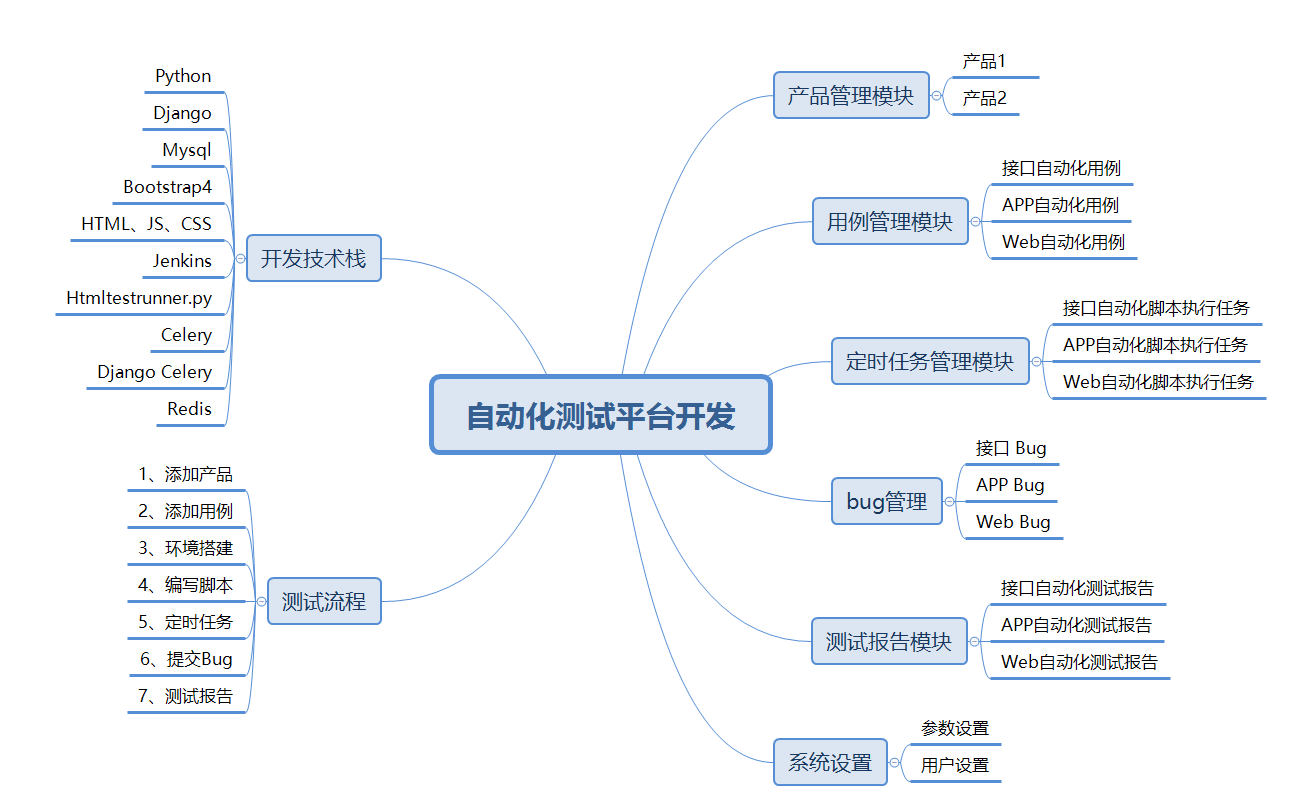 自动化测试平台开发
产品管理模块
产品1
产品2
用例管理模块
接口自动化用例
APP自动化用例
Web自动化用例
定时任务管理模块
接口自动化脚本执行任务
APP自动化脚本执行任务
Web自动化脚本执行任务
bug管理
接口 Bug
APP Bug
Web Bug
测试报告模块
接口自动化测试报告
APP自动化测试报告
Web自动化测试报告
系统设置
参数设置
用户设置
开发技术栈
Python
Django
Mysql
Bootstrap4
HTML、JS、CSS
Jenkins
Htmltestrunner.py
Celery
Django Celery
Redis
测试流程
1、添加产品
2、添加用例
3、环境搭建
4、编写脚本
5、定时任务
6、提交Bug
7、测试报告